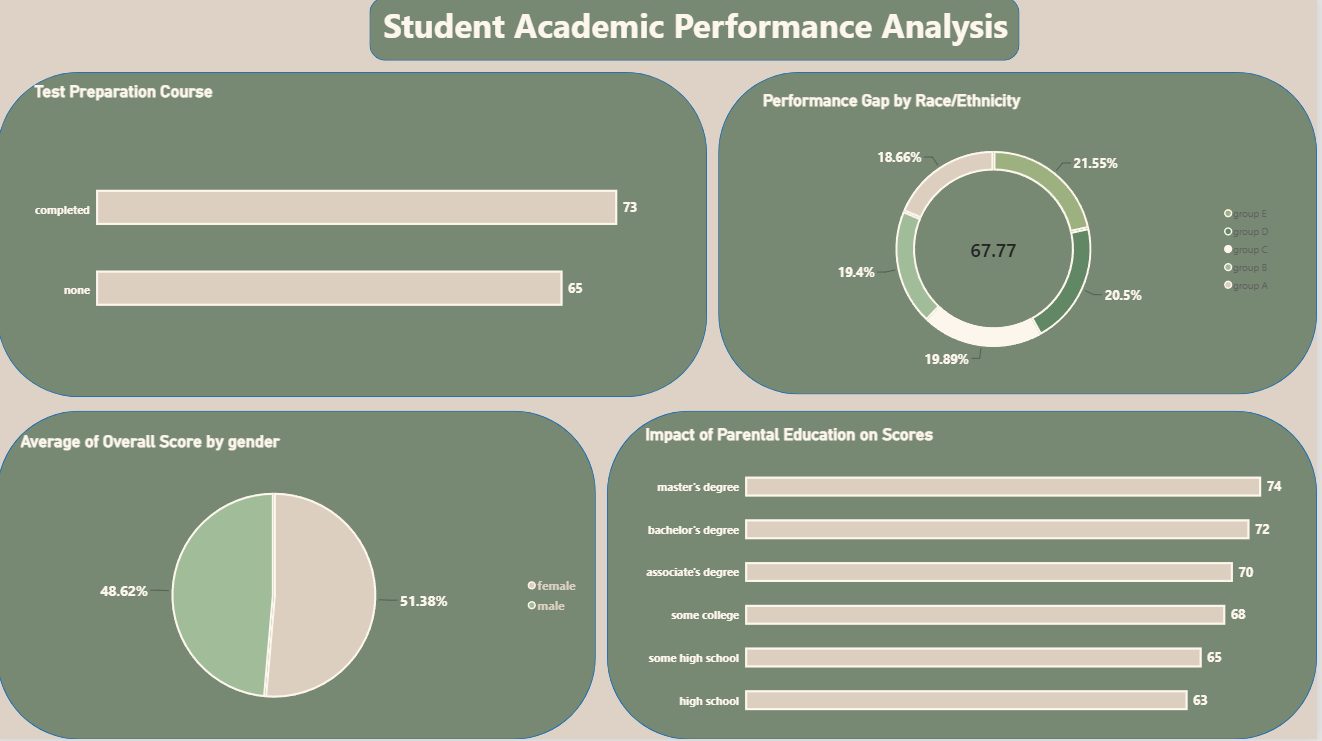 Student Academic Performance Analysis
Test Preparation Course
completed
73
none
65
Performance Gap by Race/Ethnicity
18.66%
21.55%
19.4%
67.77
20.5%
19.89%
group E
group D
group C
group B
group A
Average of Overall Score by gender
48.62%
51.38%
female
male
Impact of Parental Education on Scores
master's degree
74
bachelor's degree
72
associate's degree
70
some college
68
some high school
65
high school
63